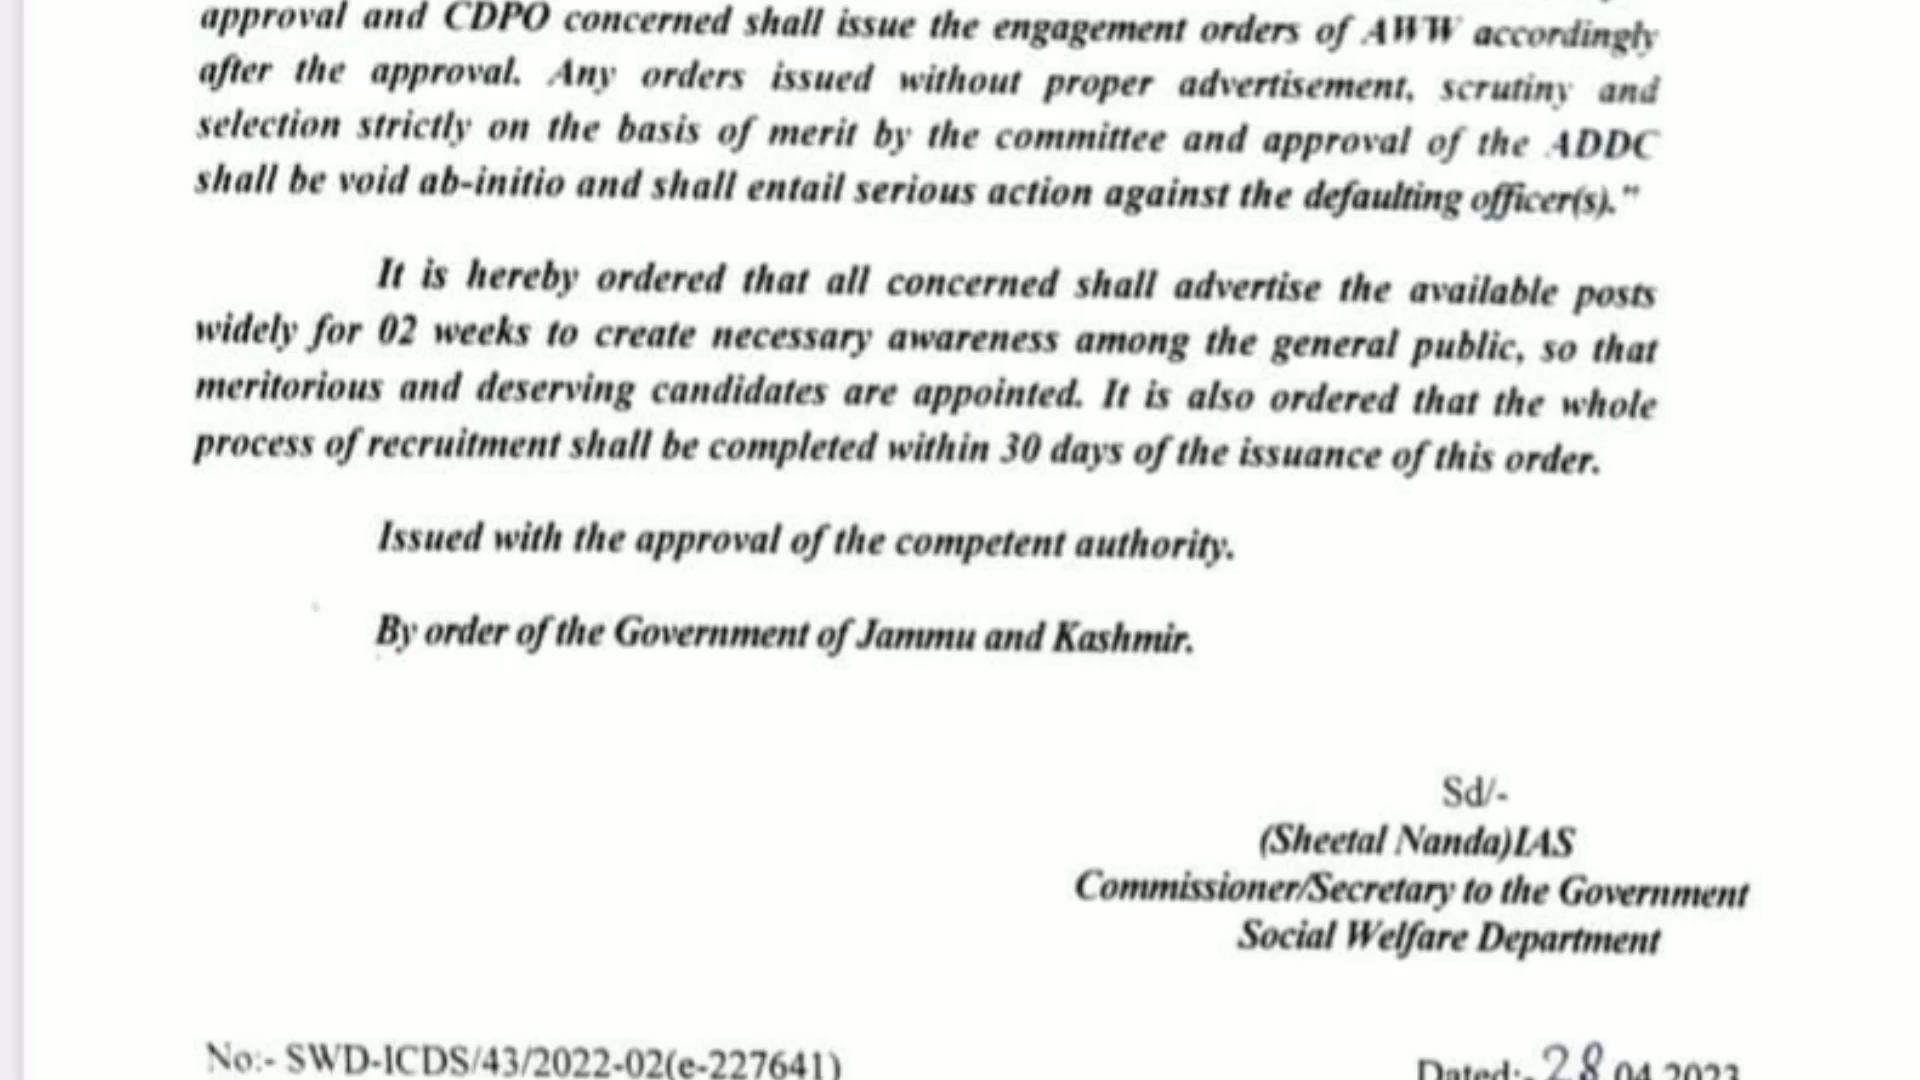 approval and CDPO concerned shall issue the engagement orders of AWW accordingly
after the approval. Any orders issued without proper advertisement, scrutiny and
selection strictly on the basis of merit by the committee and approval of the ADDC
shall be void ab-initio and shall entail serious action against the defaulting officer(s)."
It is hereby ordered that all concerned shall advertise the available posts
widely for 02 weeks to create necessary awareness among the general public, so that
meritorious and deserving candidates are appointed. It is also ordered that the whole
process of recruitment shall be completed within 30 days of the issuance of this order.
Issued with the approval of the competent authority.
By order of the Government of Jammu and Kashmir.
Sd/-
(Sheetal Nanda)IAS
Commissioner/Secretary to the Government
Social Welfare Department
No:- SWD-ICDS/43/2022-02(e-227641)
Dated:- 28.04.2023